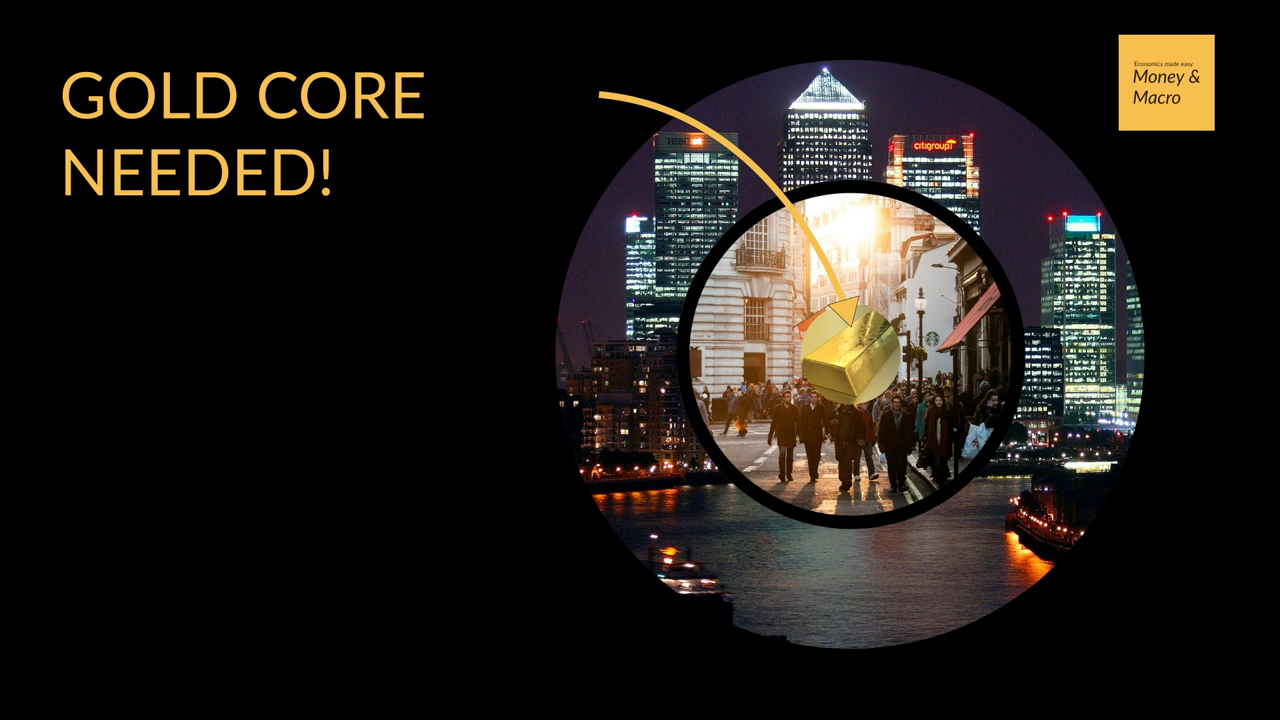 GOLD CORE
NEEDED!
Economics made easy
Money &
Macro
HSBC
citigroup